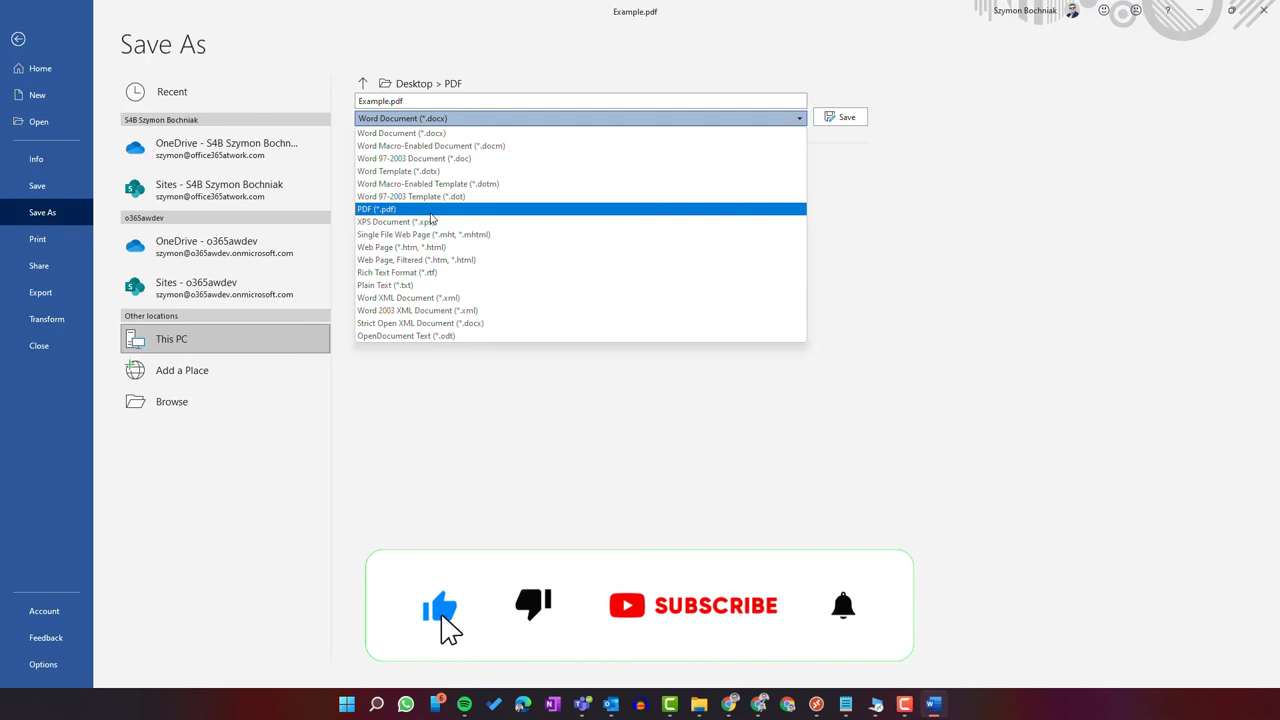 Example.pdf
Szymon Bochniak
?
Save As
Home
New
Open
Info
Save
Save As
Print
Share
Export
Transform
Close
Account
Feedback
Options
Recent
S4B Szymon Bochniak
OneDrive - S4B Szymon Bochn...
szymon@office365atwork.com
Sites - S4B Szymon Bochniak
szymon@office365atwork.com
o365awdev
OneDrive - o365awdev
szymon@o365awdev.onmicrosoft.com
Sites - o365awdev
szymon@o365awdev.onmicrosoft.com
Other locations
This PC
Add a Place
Browse
Desktop > PDF
Example.pdf
Word Document (*.docx)
Save
Word Document (*.docx)
Word Macro-Enabled Document (*.docm)
Word 97-2003 Document (*.doc)
Word Template (*.dotx)
Word Macro-Enabled Template (*.dotm)
Word 97-2003 Template (*.dot)
PDF (*.pdf)
XPS Document (*.xps)
Single File Web Page (*.mht, *.mhtml)
Web Page (*.htm, *.html)
Web Page, Filtered (*.htm, *.html)
Rich Text Format (*.rtf)
Plain Text (*.txt)
Word XML Document (*.xml)
Word 2003 XML Document (*.xml)
Strict Open XML Document (*.docx)
OpenDocument Text (*.odt)
SUBSCRIBE
6